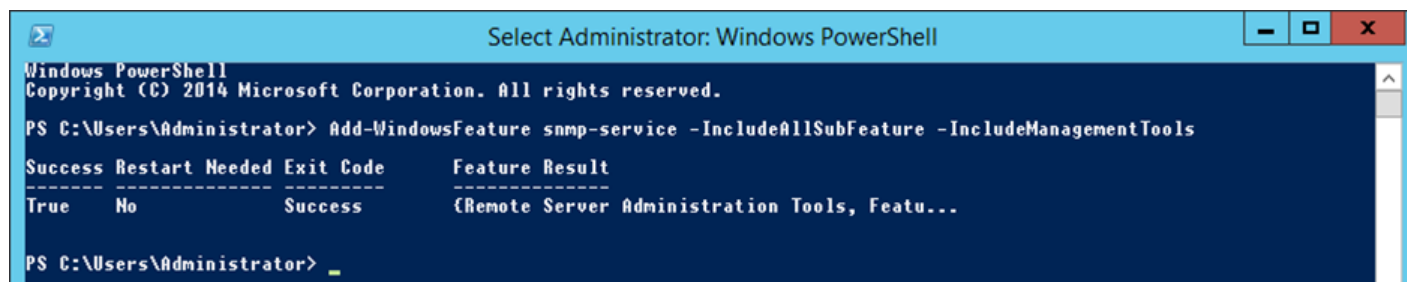 Select Administrator: Windows PowerShell
Windows PowerShell
Copyright (C) 2014 Microsoft Corporation. All rights reserved.
PS C:\Users\Administrator> Add-WindowsFeature snmp-service -IncludeAllSubFeature -IncludeManagementTools
Success Restart Needed Exit Code      Feature Result
------- -------------- ---------      --------------
True    No             Success        {Remote Server Administration Tools, Featu...
PS C:\Users\Administrator> _